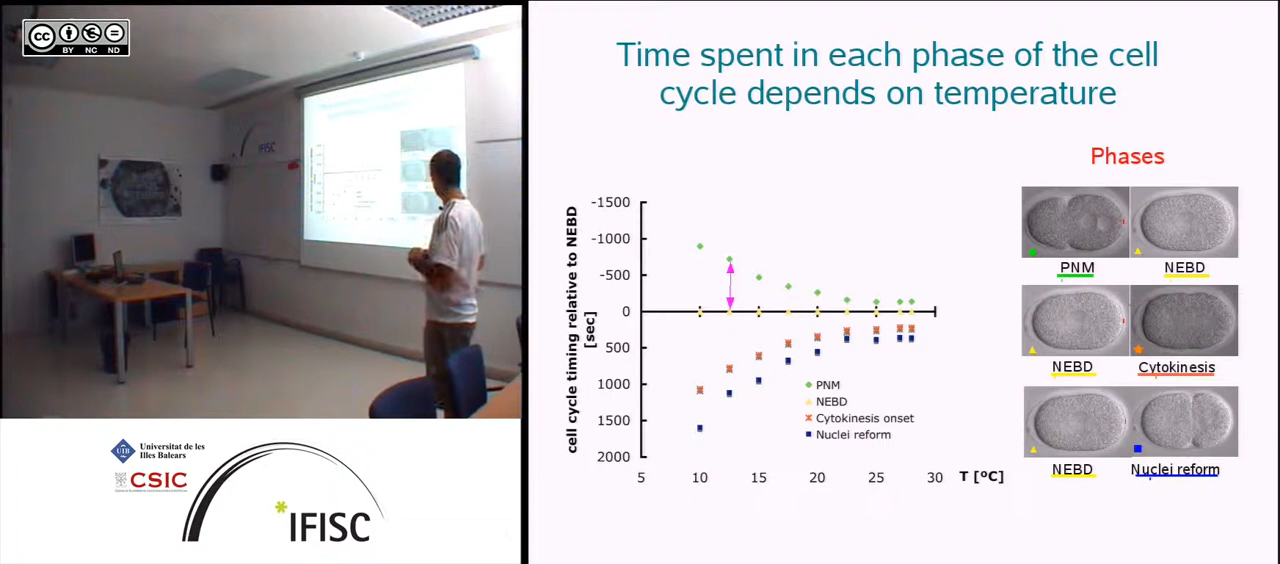 cc
BY NC ND
IFISC
Universitat de les
Illes Balears
UIB
CSIC
*IFISC
Time spent in each phase of the cell
cycle depends on temperature
Phases
PNM
NEBD
NEBD
Cytokinesis
NEBD
Nuclei reform
cell cycle timing relative to NEBD
[sec]
-1500
-1000
-500
0
500
1000
1500
2000
PNM
NEBD
Cytokinesis onset
Nuclei reform
5 10 15 20 25 30 T [ºC]